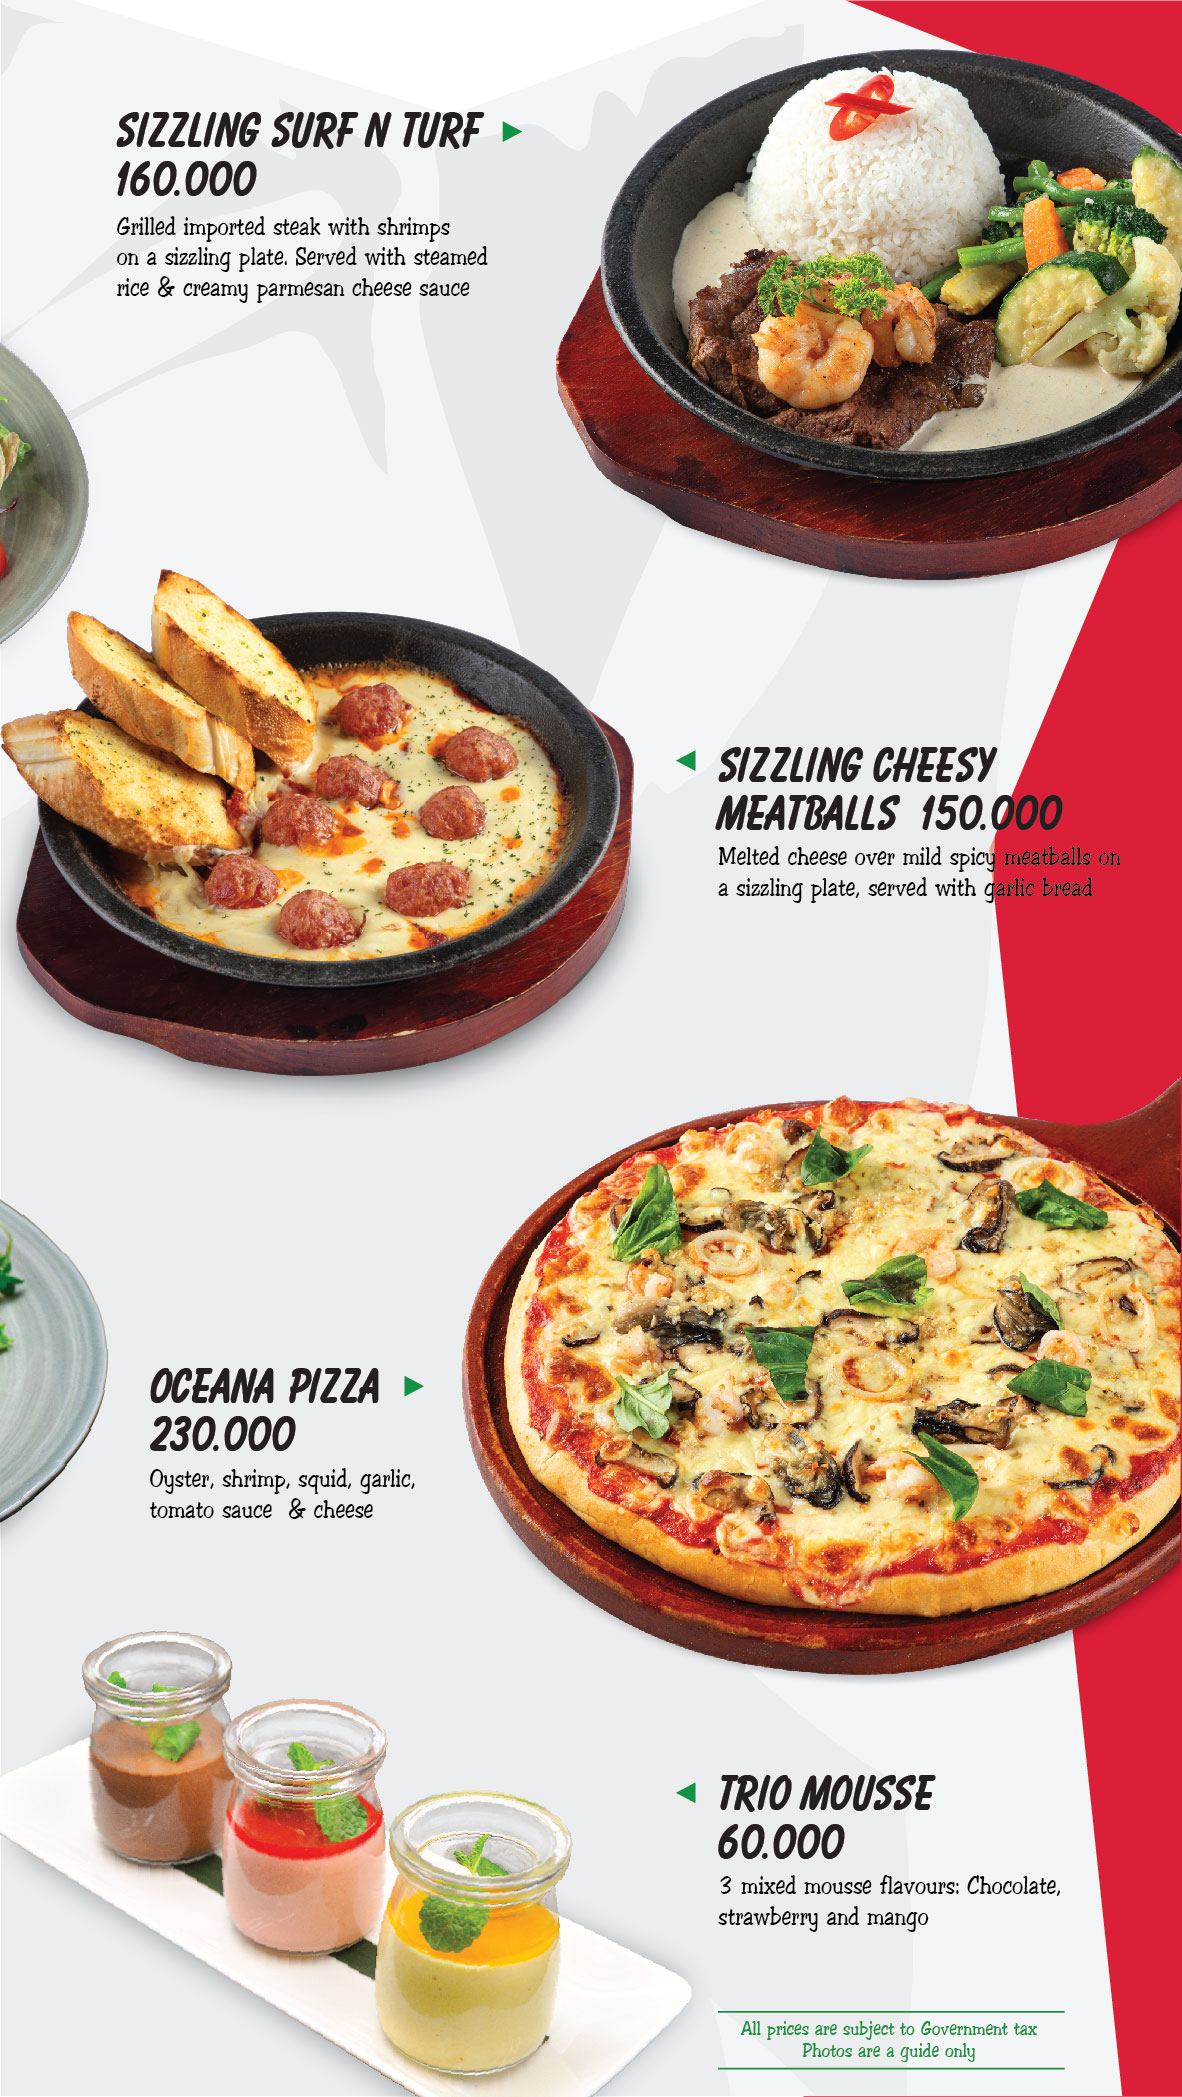 SIZZLING SURF N TURF
160.000
Grilled imported steak with shrimps
on a sizzling plate. Served with steamed
rice & creamy parmesan cheese sauce
SIZZLING CHEESY
MEATBALLS 150.000
Melted cheese over mild spicy meatballs on
a sizzling plate, served with garlic bread
OCEANA PIZZA
230.000
Oyster, shrimp, squid, garlic,
tomato sauce & cheese
TRIO MOUSSE
60.000
3 mixed mousse flavours: Chocolate,
strawberry and mango
All prices are subject to Government tax
Photos are a guide only